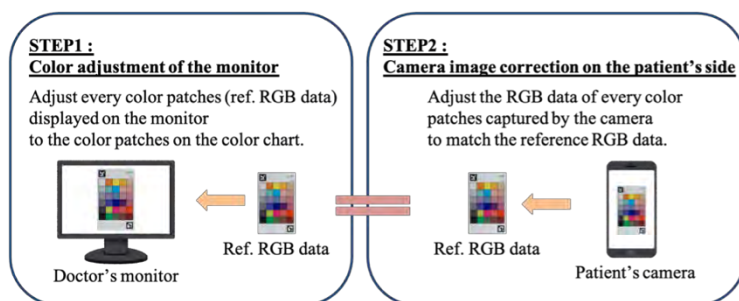 STEP1 :
Color adjustment of the monitor
Adjust every color patches (ref. RGB data)
displayed on the monitor
to the color patches on the color chart.
Ref. RGB data
Doctor's monitor
STEP2 :
Camera image correction on the patient's side
Adjust the RGB data of every color
patches captured by the camera
to match the reference RGB data.
Ref. RGB data
Patient's camera